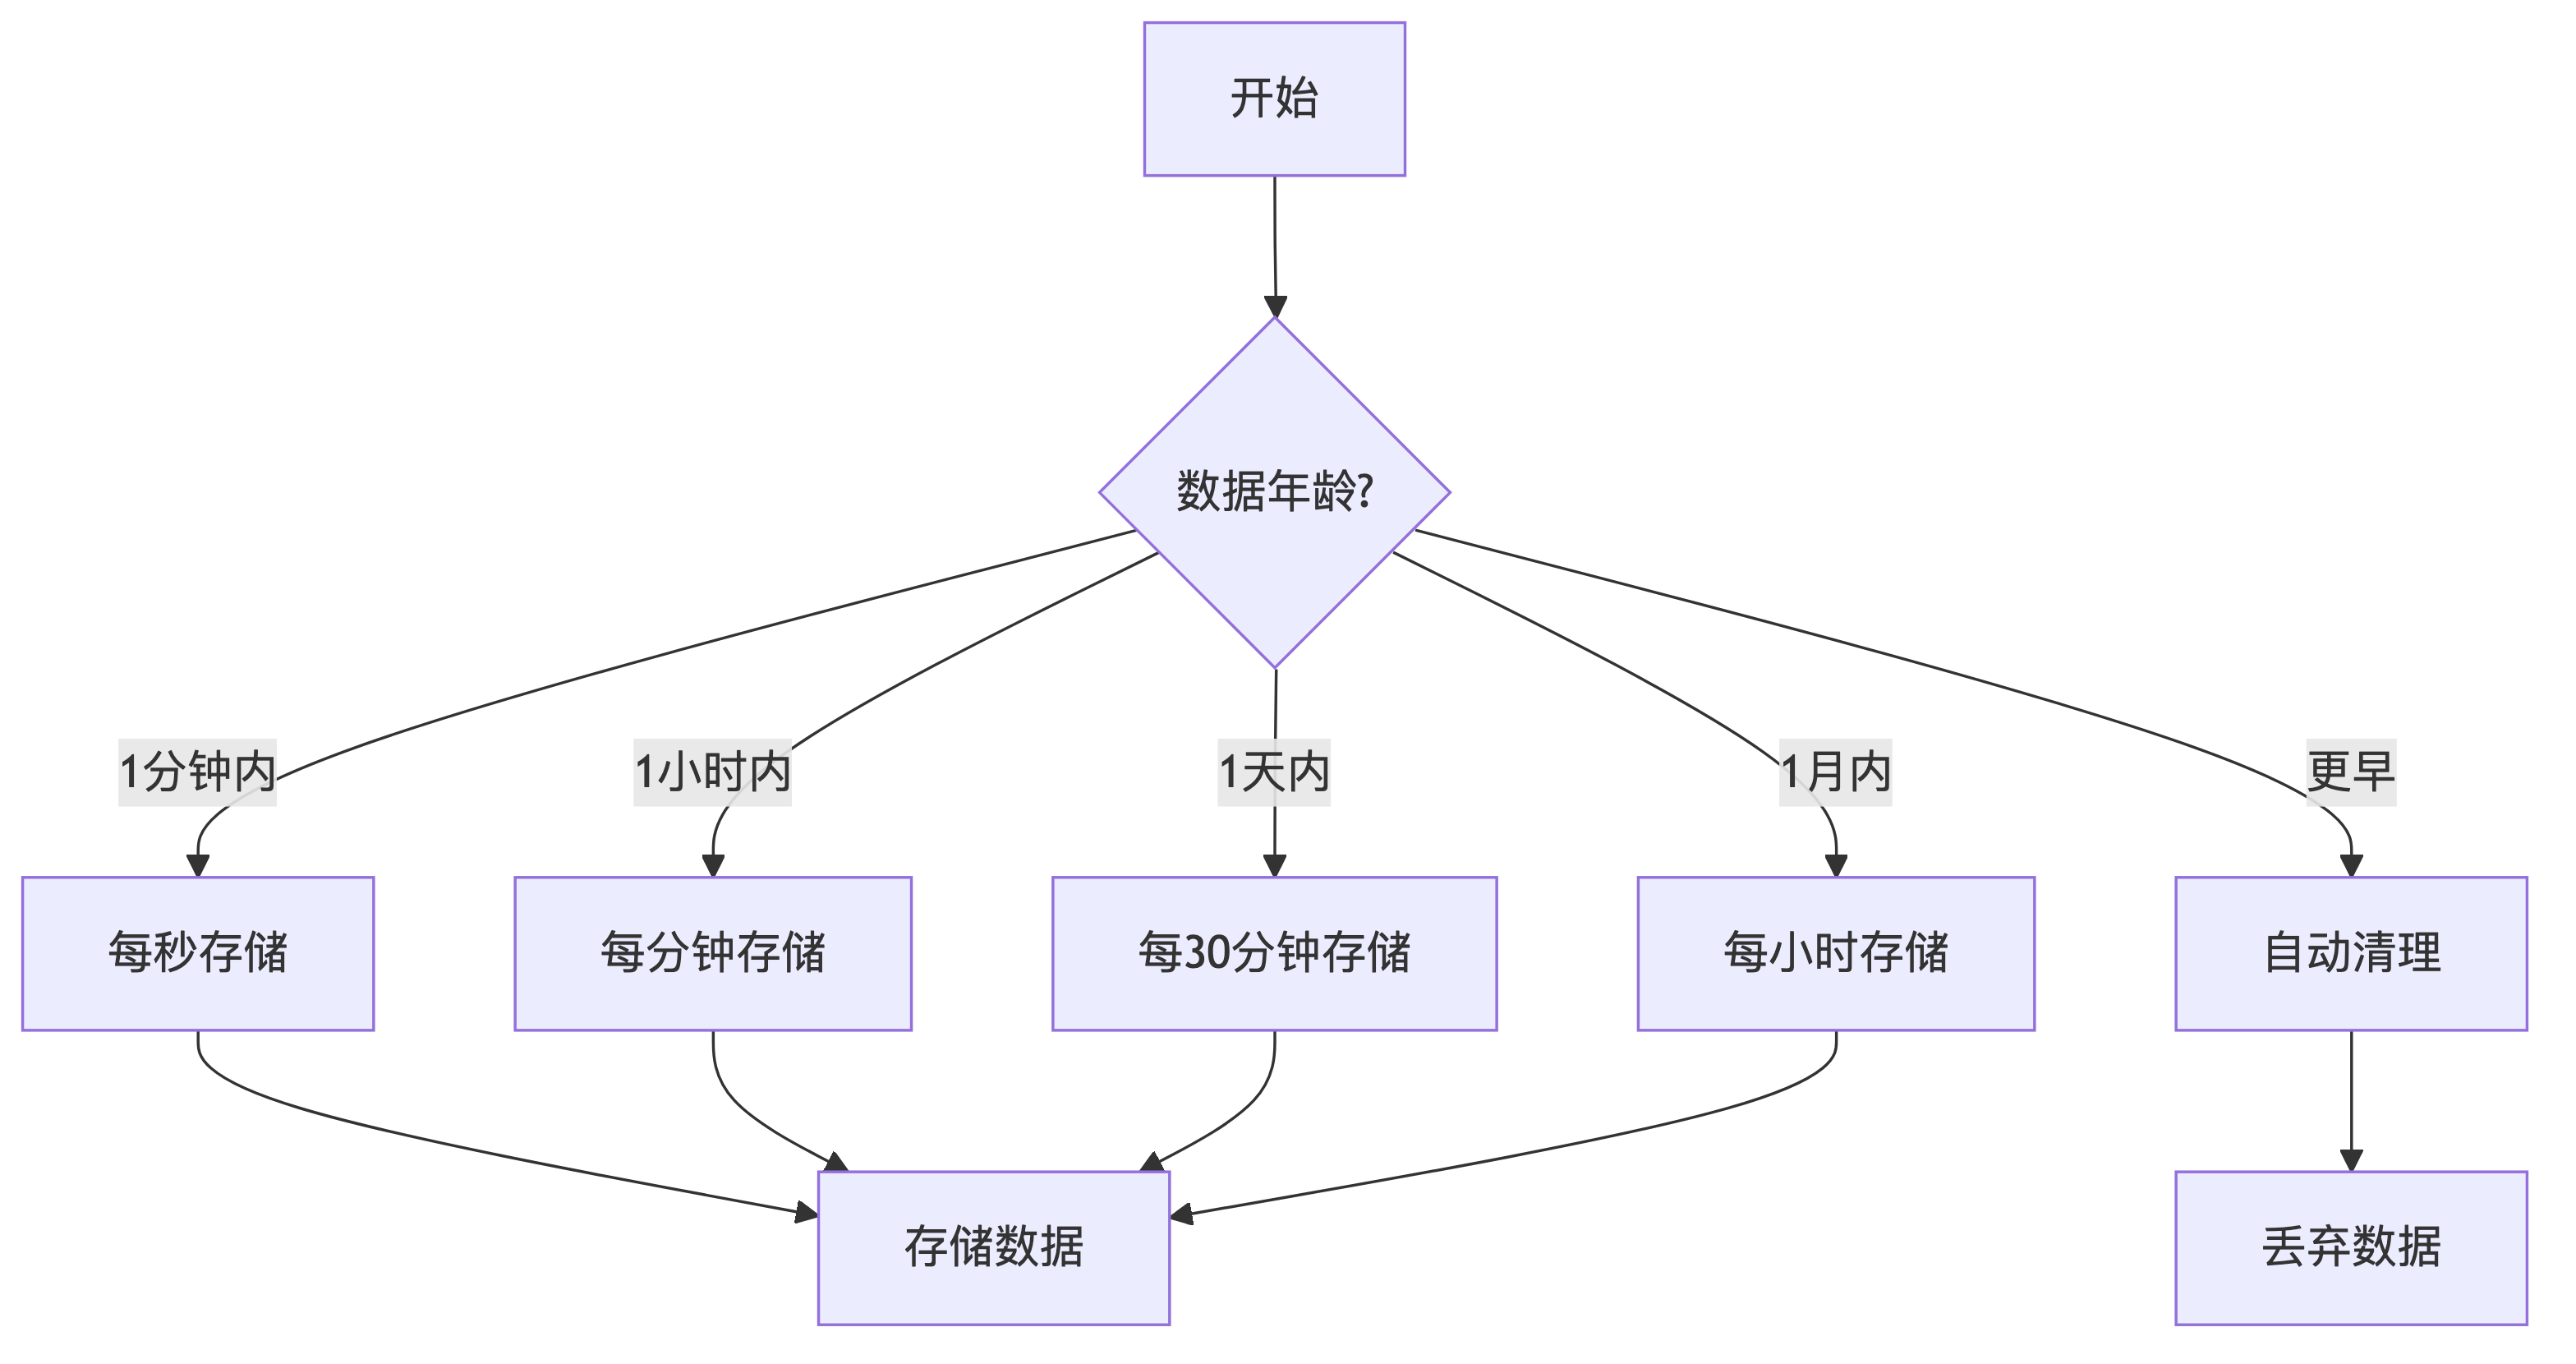 开始
数据年龄?
1分钟内
1小时内
1天内
1月内
更早
每秒存储
每分钟存储
每30分钟存储
每小时存储
自动清理
存储数据
丢弃数据